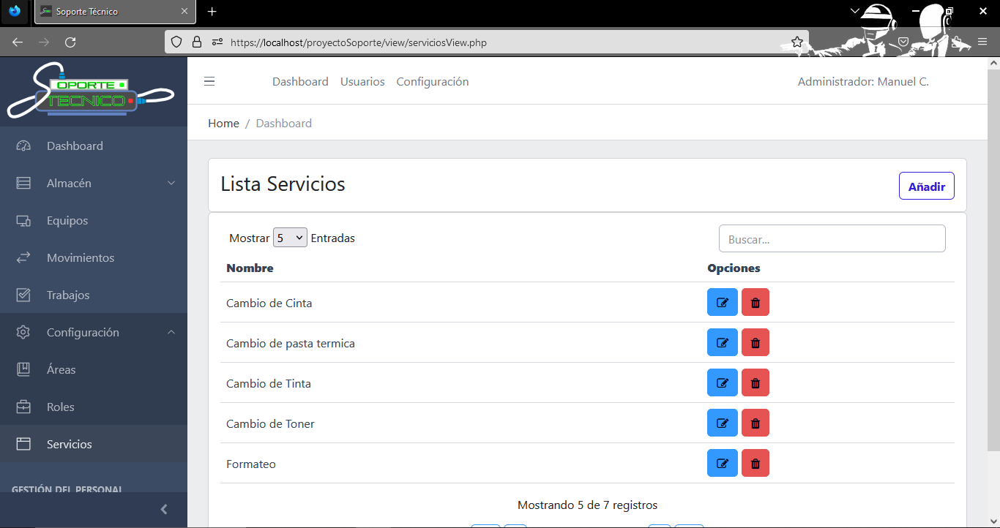 Soporte Técnico
https://localhost/proyectoSoporte/view/serviciosView.php
SOPORTE
TECNICO
Dashboard Usuarios Configuración Administrador: Manuel C.
Home / Dashboard
Dashboard
Almacén
Equipos
Movimientos
Trabajos
Configuración
Áreas
Roles
Servicios
GESTIÓN DEL PERSONAL
Lista Servicios
Añadir
Mostrar 5 Entradas
Buscar...
Nombre Opciones
Cambio de Cinta
Cambio de pasta termica
Cambio de Tinta
Cambio de Toner
Formateo
Mostrando 5 de 7 registros